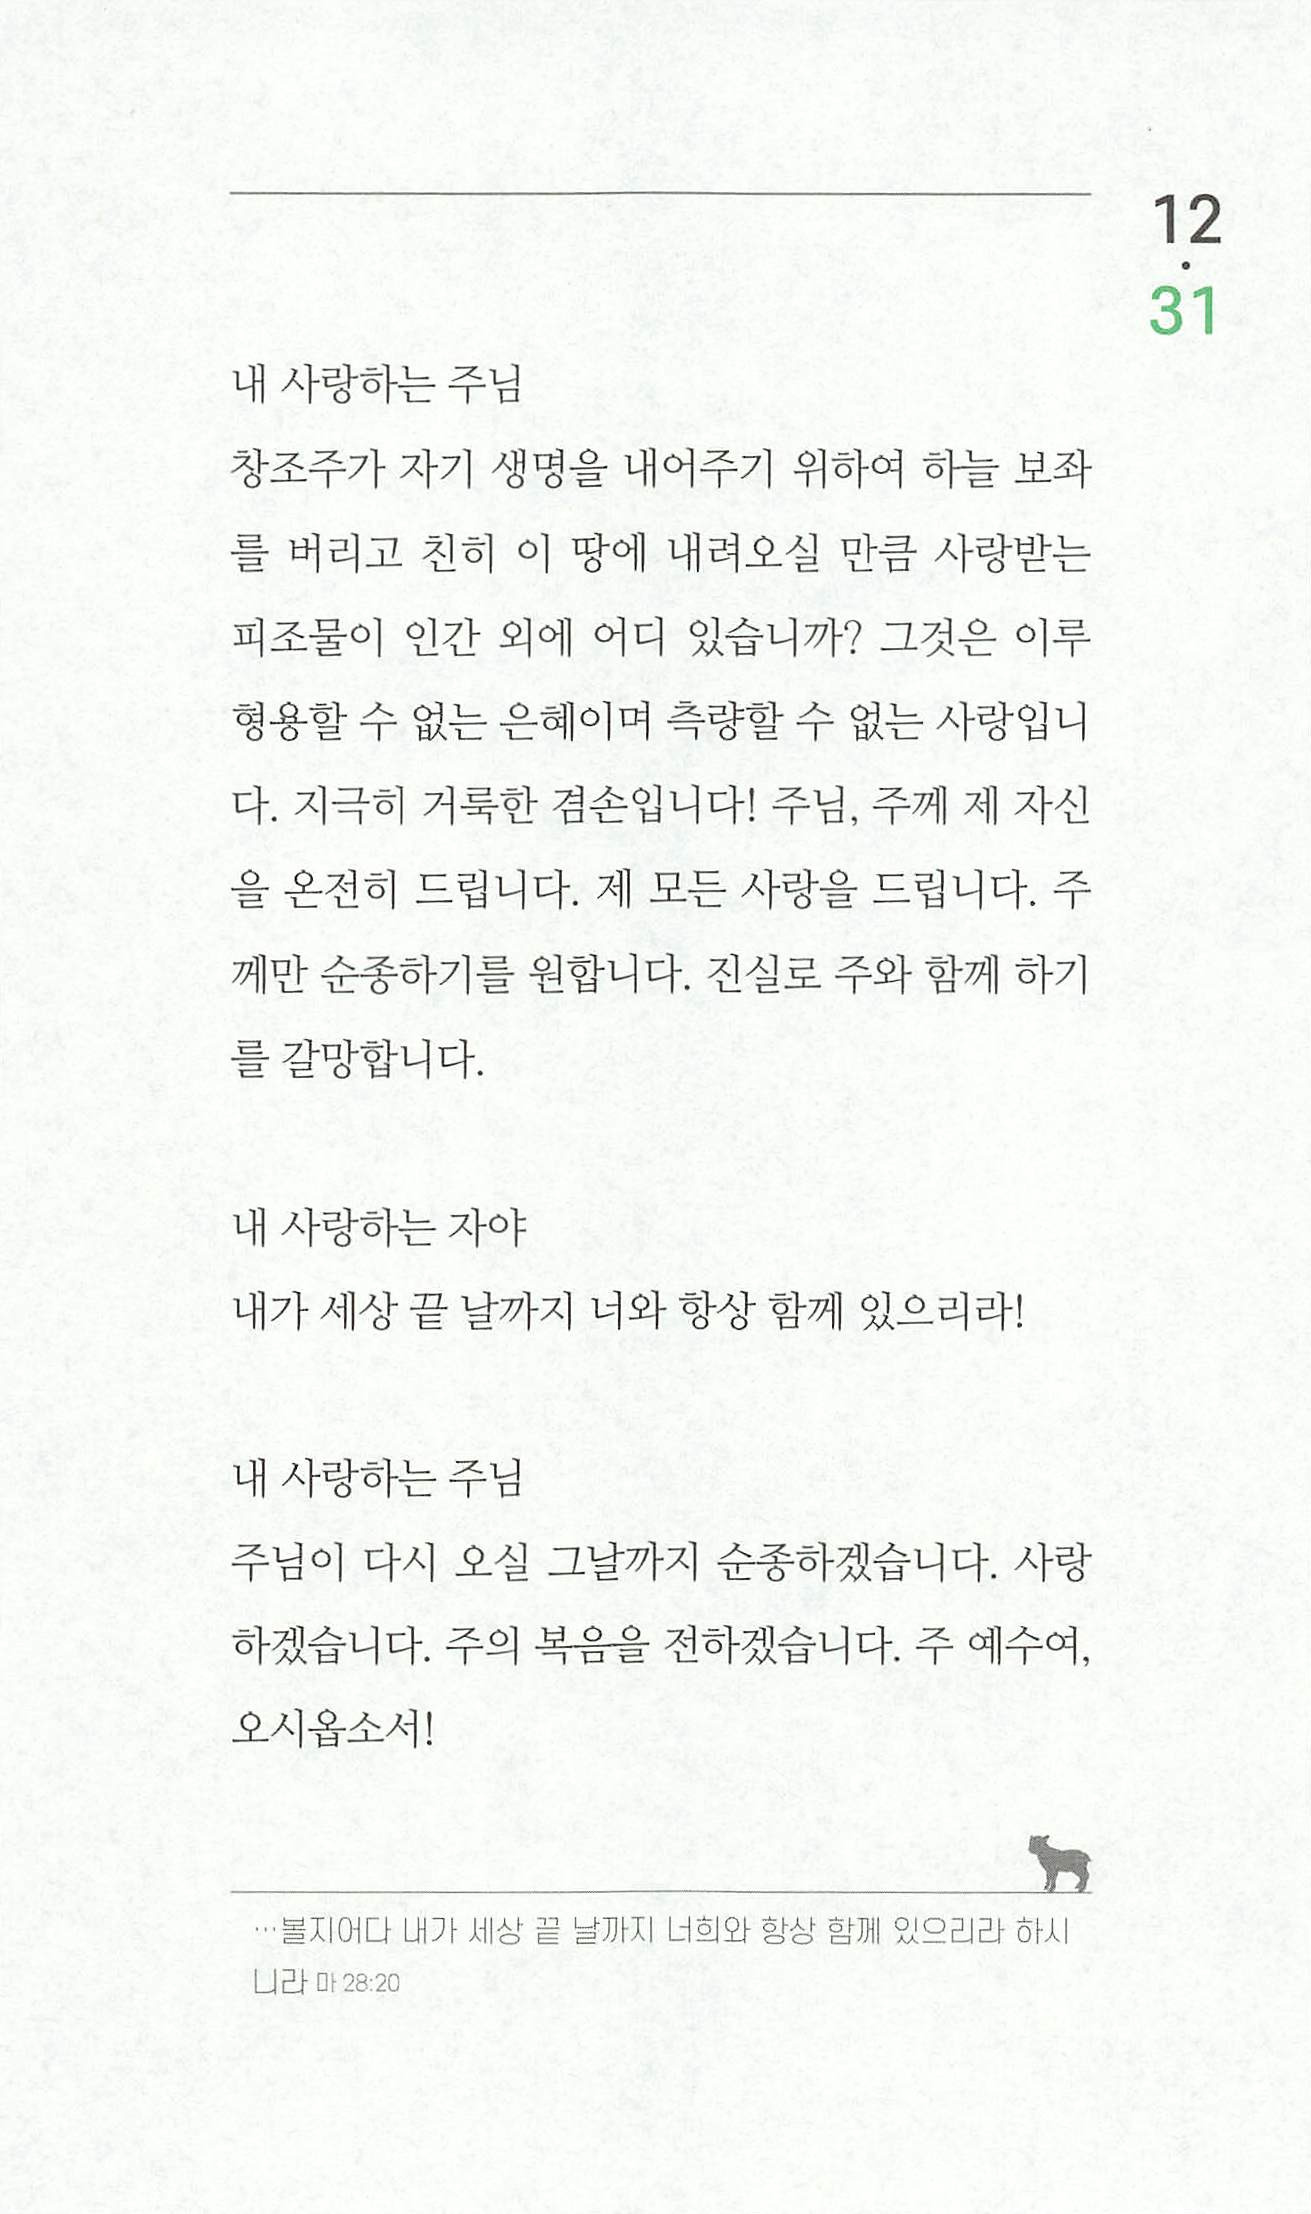 12
·
31
내 사랑하는 주님
창조주가 자기 생명을 내어주기 위하여 하늘 보좌
를 버리고 친히 이 땅에 내려오실 만큼 사랑받는
피조물이 인간 외에 어디 있습니까? 그것은 이루
형용할 수 없는 은혜이며 측량할 수 없는 사랑입니
다. 지극히 거룩한 겸손입니다! 주님, 주께 제 자신
을 온전히 드립니다. 제 모든 사랑을 드립니다. 주
께만 순종하기를 원합니다. 진실로 주와 함께 하기
를 갈망합니다.
내 사랑하는 자야
내가 세상 끝 날까지 너와 항상 함께 있으리라!
내 사랑하는 주님
주님이 다시 오실 그날까지 순종하겠습니다. 사랑
하겠습니다. 주의 복음을 전하겠습니다. 주 예수여,
오시옵소서!
…볼지어다 내가 세상 끝 날까지 너희와 항상 함께 있으리라 하시
니라 마 28:20